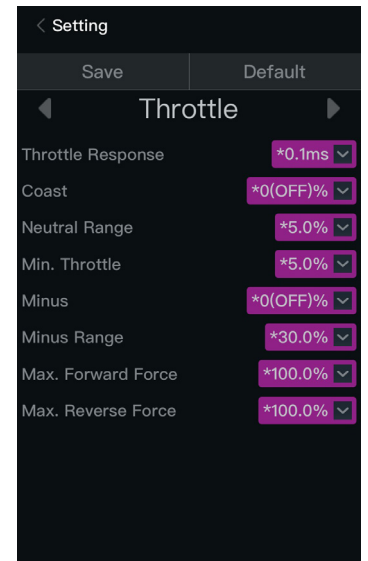 Setting
Save Default
Throttle
Throttle Response *0.1ms
Coast *0(OFF)%
Neutral Range *5.0%
Min. Throttle *5.0%
Minus *0(OFF)%
Minus Range *30.0%
Max. Forward Force *100.0%
Max. Reverse Force *100.0%